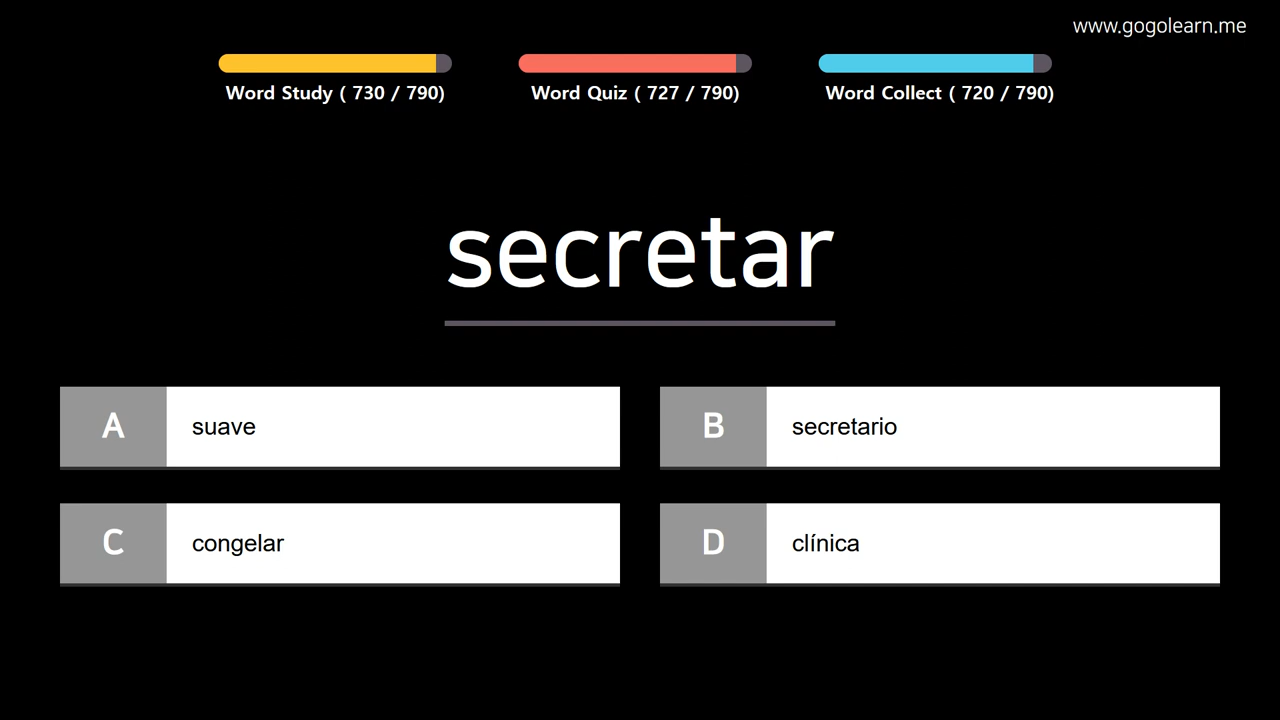 www.gogolearn.me
Word Study ( 730 / 790)
Word Quiz ( 727 / 790)
Word Collect ( 720 / 790)
secretar
A suave
B secretario
C congelar
D clínica